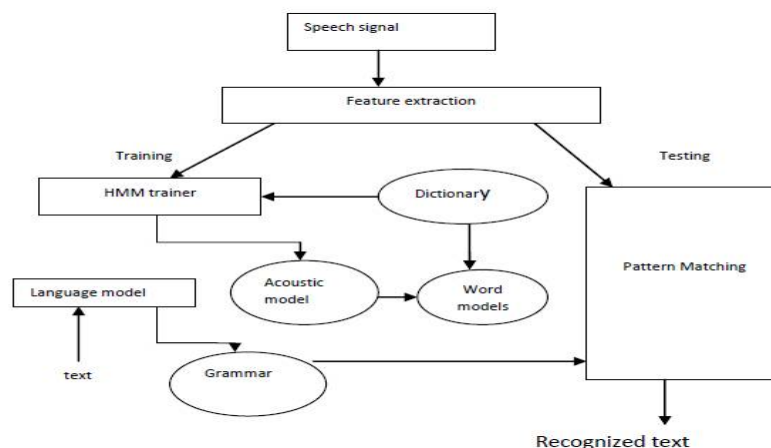 Speech signal
Feature extraction
Training
Testing
HMM trainer
Dictionary
Pattern Matching
Acoustic
model
Word
models
Language model
text
Grammar
Recognized text